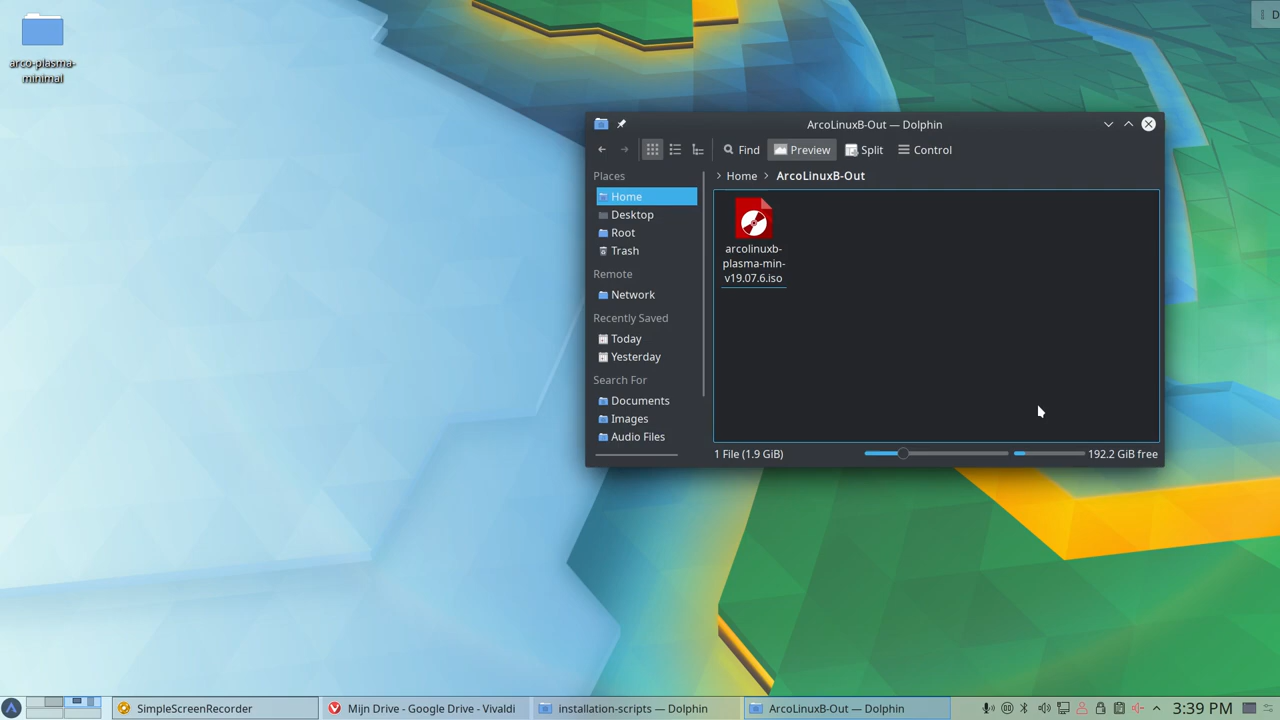 arco-plasma-
minimal
D
ArcoLinuxB-Out — Dolphin
Find
Preview
Split
Control
Home
ArcoLinuxB-Out
Places
Home
Desktop
Root
Trash
Remote
Network
Recently Saved
Today
Yesterday
Search For
Documents
Images
Audio Files
arcolinuxb-
plasma-min-
v19.07.6.iso
1 File (1.9 GiB)
192.2 GiB free
SimpleScreenRecorder
Mijn Drive - Google Drive - Vivaldi
installation-scripts — Dolphin
ArcoLinuxB-Out — Dolphin
3:39 PM